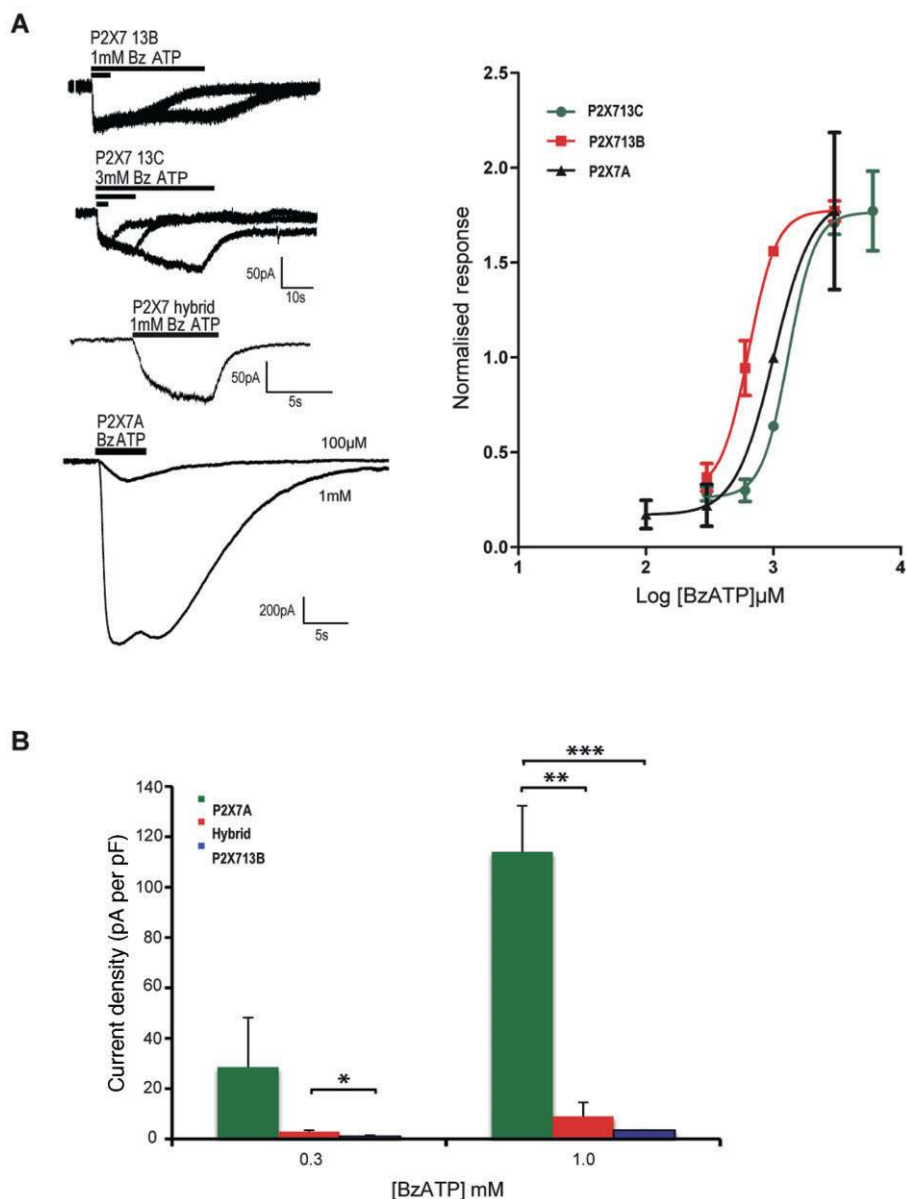 A
P2X7 13B
1mM Bz ATP
P2X7 13C
3mM Bz ATP
50pA
10s
P2X7 hybrid
1mM Bz ATP
50pA
5s
P2X7A
BzATP
100µM
1mM
200pA
5s
2.5
2.0
1.5
1.0
0.5
0.0
Normalised response
P2X713C
P2X713B
P2X7A
1
2
3
4
Log [BzATP]µM
B
140
120
100
80
60
40
20
0
Current density (pA per pF)
P2X7A
Hybrid
P2X713B
*
**
***
0.3
1.0
[BzATP] mM